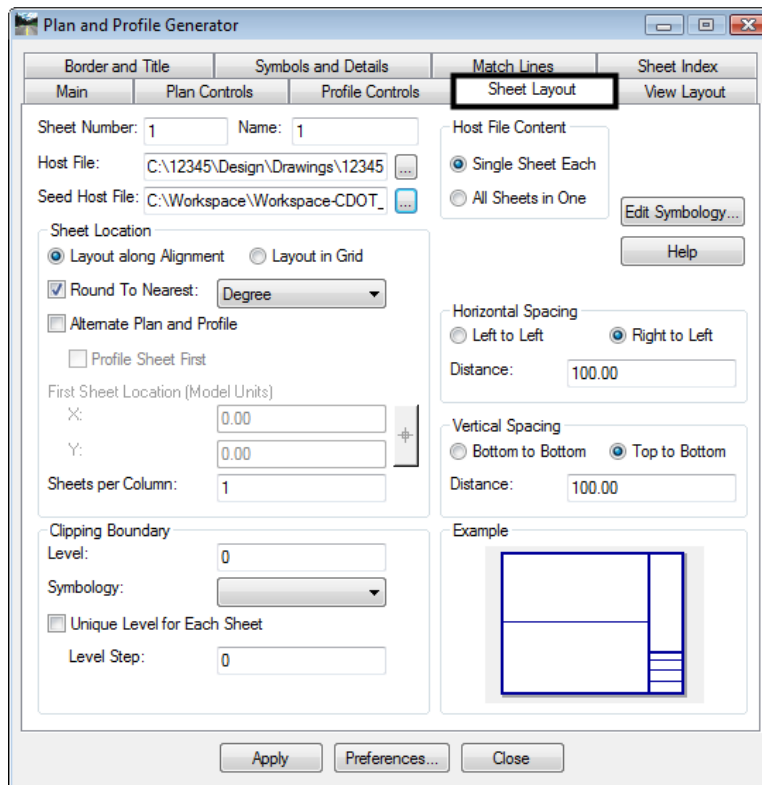 Plan and Profile Generator
Border and Title Symbols and Details Match Lines Sheet Index
Main Plan Controls Profile Controls Sheet Layout View Layout
Sheet Number: 1 Name: 1
Host File: C:\12345\Design\Drawings\12345 ...
Seed Host File: C:\Workspace\Workspace-CDOT_ ...
Host File Content
Single Sheet Each
All Sheets in One
Edit Symbology...
Help
Sheet Location
Layout along Alignment Layout in Grid
Round To Nearest: Degree
Alternate Plan and Profile
Profile Sheet First
First Sheet Location (Model Units)
X: 0.00
Y: 0.00
Sheets per Column: 1
Horizontal Spacing
Left to Left Right to Left
Distance: 100.00
Vertical Spacing
Bottom to Bottom Top to Bottom
Distance: 100.00
Clipping Boundary
Level: 0
Symbology:
Unique Level for Each Sheet
Level Step: 0
Example
Apply Preferences... Close